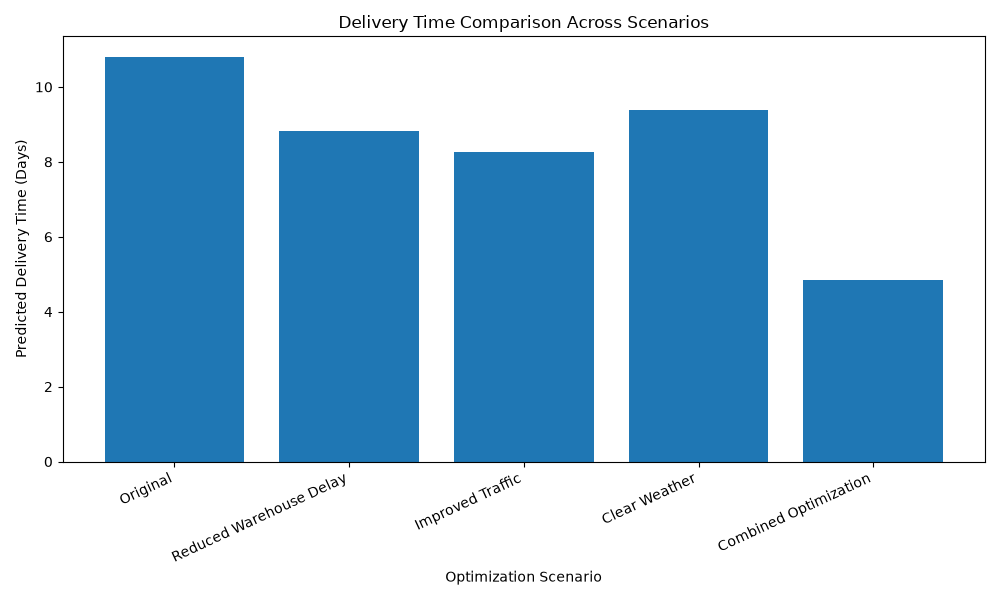 Delivery Time Comparison Across Scenarios
Predicted Delivery Time (Days)
10
8
6
4
2
0
Original
Reduced Warehouse Delay
Improved Traffic
Clear Weather
Combined Optimization
Optimization Scenario